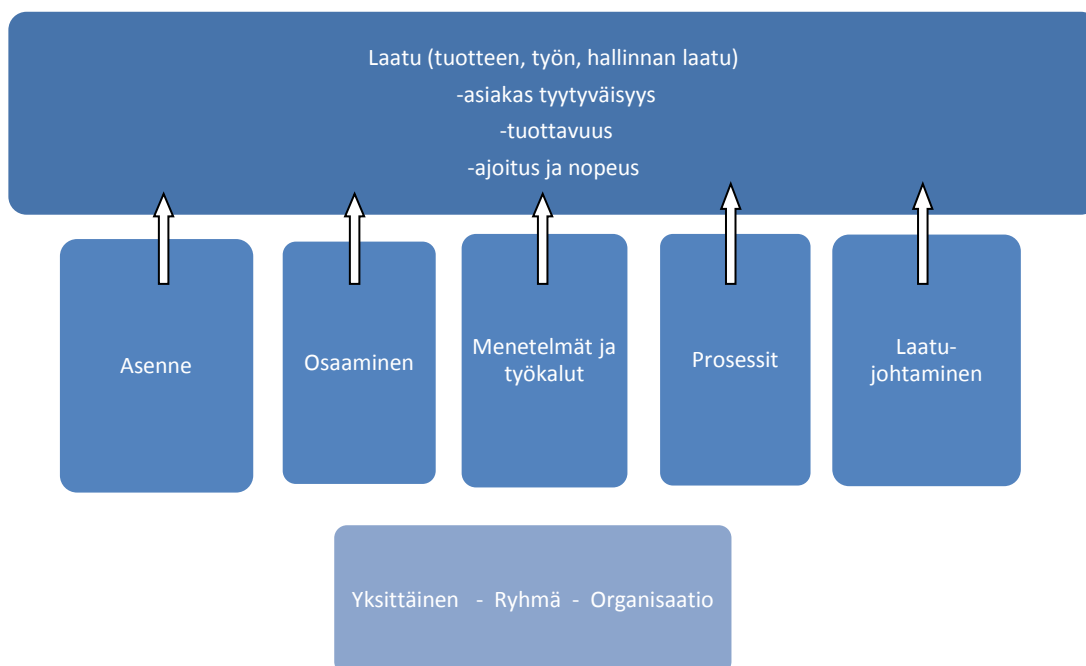 Laatu (tuotteen, työn, hallinnan laatu)
-asiakas tyytyväisyys
-tuottavuus
-ajoitus ja nopeus
Asenne
Osaaminen
Menetelmät ja
työkalut
Prosessit
Laatu-
johtaminen
Yksittäinen - Ryhmä - Organisaatio